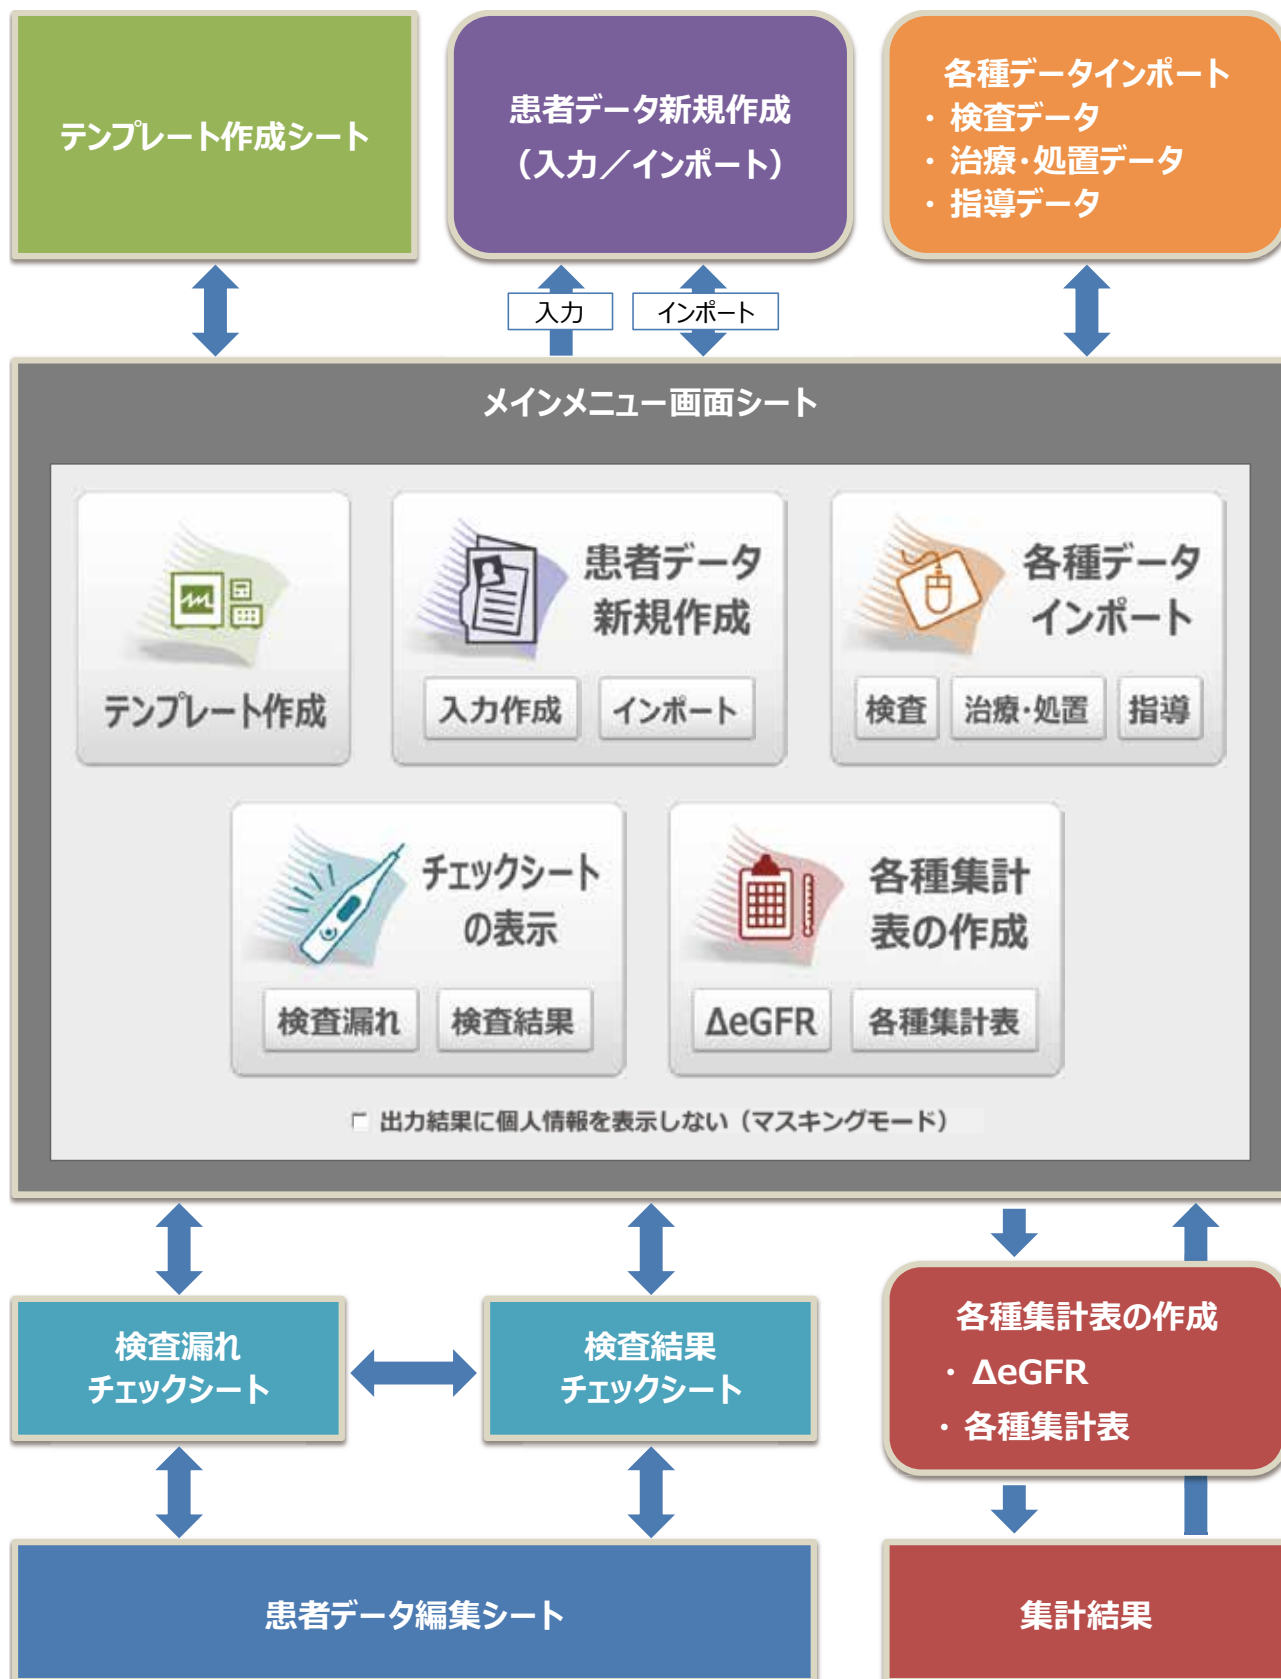 テンプレート作成シート
患者データ新規作成
（入力／インポート）
各種データインポート
・ 検査データ
・ 治療・処置データ
・ 指導データ
入力
インポート
メインメニュー画面シート
テンプレート作成
患者データ
新規作成
入力作成
インポート
各種データ
インポート
検査
治療・処置
指導
チェックシート
の表示
検査漏れ
検査結果
各種集計
表の作成
ΔeGFR
各種集計表
出力結果に個人情報を表示しない（マスキングモード）
検査漏れ
チェックシート
検査結果
チェックシート
各種集計表の作成
・ ΔeGFR
・ 各種集計表
患者データ編集シート
集計結果